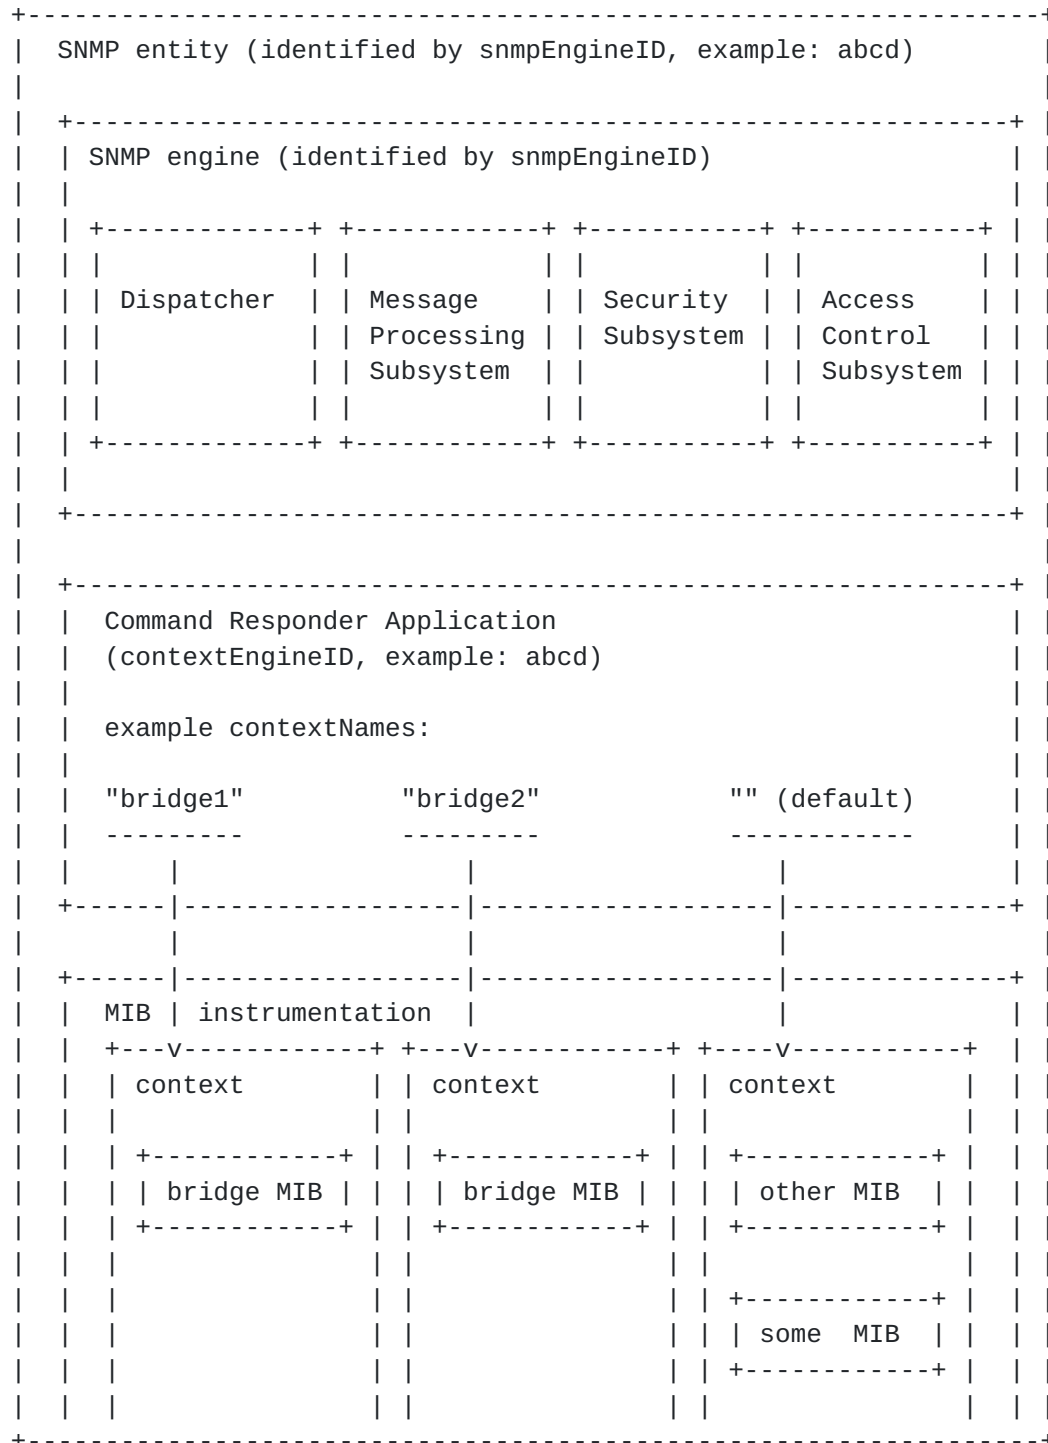 SNMP entity (identified by snmpEngineID, example: abcd)
SNMP engine (identified by snmpEngineID)
Dispatcher Message Security Access
Processing Subsystem Control
Subsystem Subsystem
Command Responder Application
(contextEngineID, example: abcd)
example contextNames:
"bridge1" "bridge2" "" (default)
MIB instrumentation
context context context
bridge MIB bridge MIB other MIB
some MIB